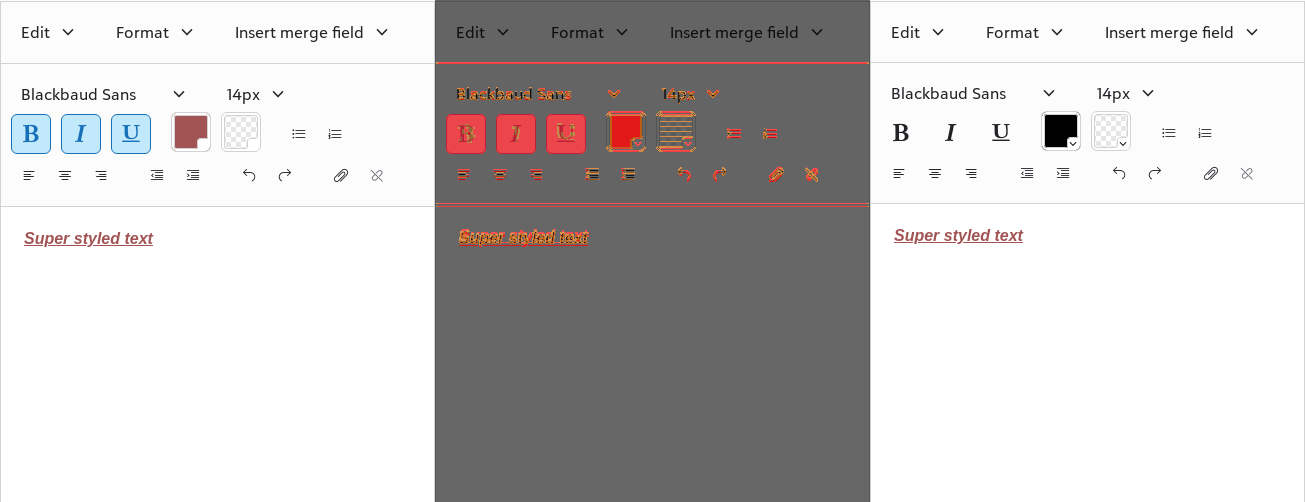 Edit Format Insert merge field Edit Format Insert merge field Edit Format Insert merge field
Blackbaud Sans 14px Blackbaud Sans 14px Blackbaud Sans 14px
B I U B I U B I U
Super styled text Super styled text Super styled text